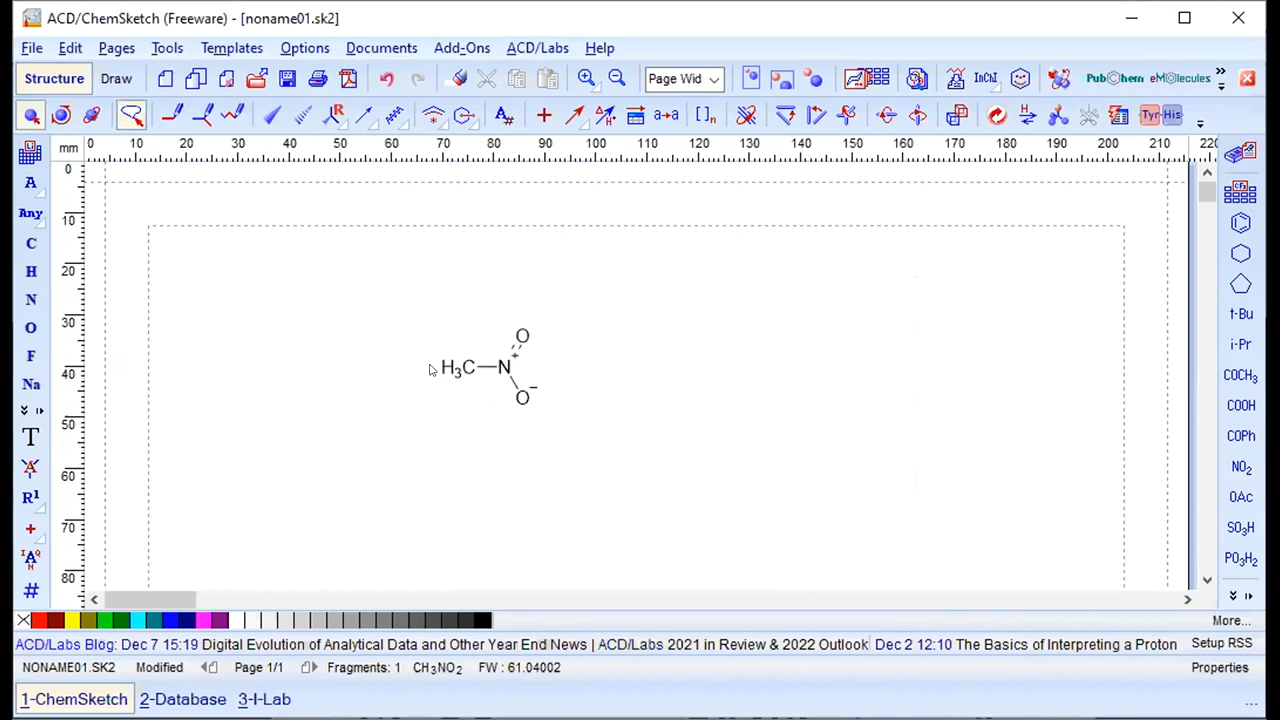 ACD/ChemSketch (Freeware) - [noname01.sk2]
File Edit Pages Tools Templates Options Documents Add-Ons ACD/Labs Help
Structure Draw Page Wid InChI PubChem eMolecules
Tyr His
mm 0 10 20 30 40 50 60 70 80 90 100 110 120 130 140 150 160 170 180 190 200 210 220
0
10
20
30
40
50
60
70
80
A
Any
C
H
N
O
F
Na
T
R1
#
O
H3C N+
O−
t-Bu
i-Pr
COCH3
COOH
COPh
NO2
OAc
SO3H
PO3H2
More...
ACD/Labs Blog: Dec 7 15:19 Digital Evolution of Analytical Data and Other Year End News | ACD/Labs 2021 in Review & 2022 Outlook Dec 2 12:10 The Basics of Interpreting a Proton Setup RSS
NONAME01.SK2 Modified Page 1/1 Fragments: 1 CH3NO2 FW : 61.04002 Properties
1-ChemSketch 2-Database 3-I-Lab